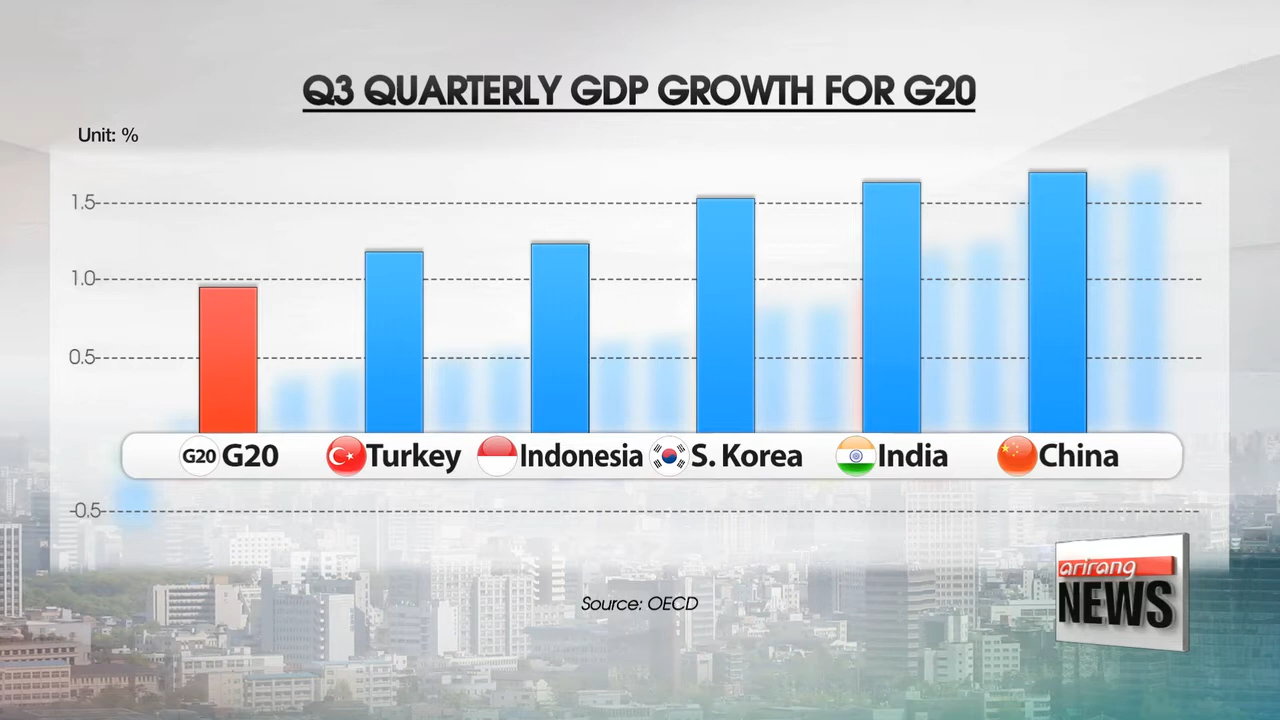 Q3 QUARTERLY GDP GROWTH FOR G20
Unit: %
1.5
1.0
0.5
G20 G20 Turkey Indonesia S. Korea India China
-0.5
Source: OECD
arirang
NEWS